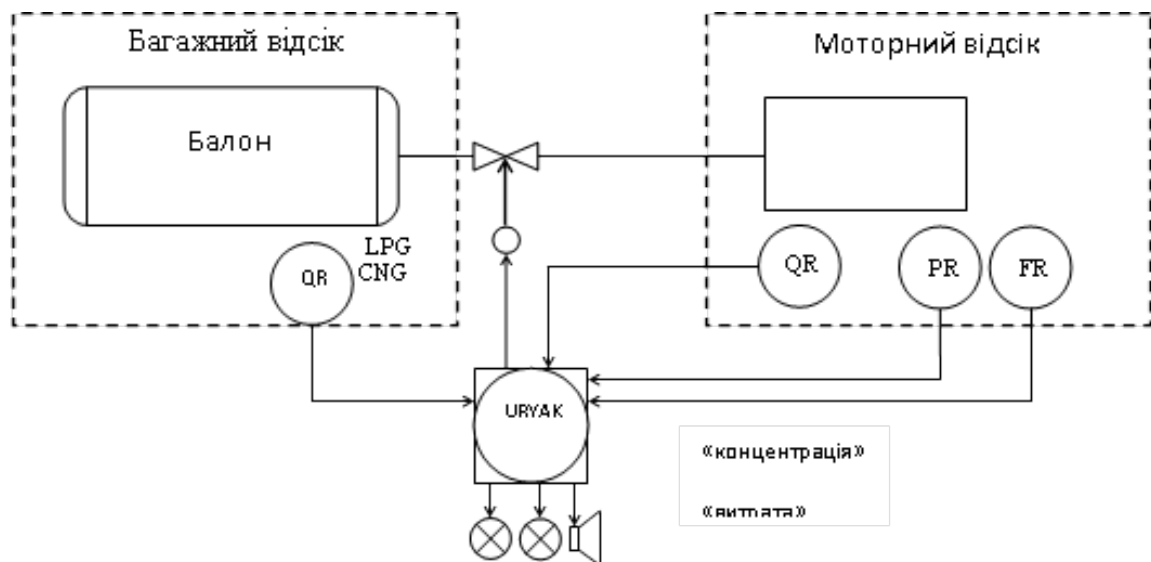 Багажний відсік
Моторний відсік
Балон
LPG
CNG
QR
QR
PR
FR
URYAK
«концентрація»
«витрата»